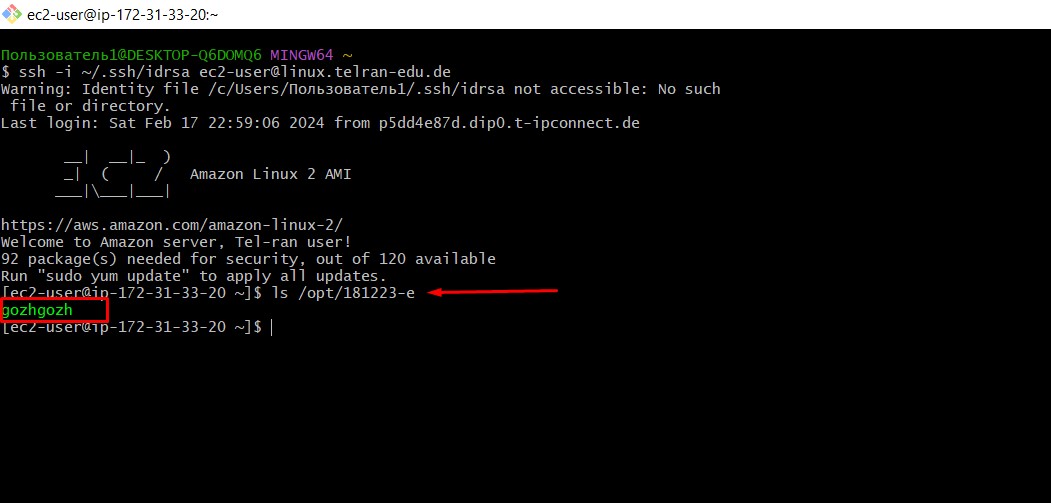 ec2-user@ip-172-31-33-20:~
Пользователь1@DESKTOP-Q6DOMQ6 MINGW64 ~
$ ssh -i ~/.ssh/idrsa ec2-user@linux.telran-edu.de
Warning: Identity file /c/Users/Пользователь1/.ssh/idrsa not accessible: No such
 file or directory.
Last login: Sat Feb 17 22:59:06 2024 from p5dd4e87d.dip0.t-ipconnect.de
       __|  __|_  )
       _|  (     /   Amazon Linux 2 AMI
      ___|\___|___|
https://aws.amazon.com/amazon-linux-2/
Welcome to Amazon server, Tel-ran user!
92 package(s) needed for security, out of 120 available
Run "sudo yum update" to apply all updates.
[ec2-user@ip-172-31-33-20 ~]$ ls /opt/181223-e
gozhgozh
[ec2-user@ip-172-31-33-20 ~]$